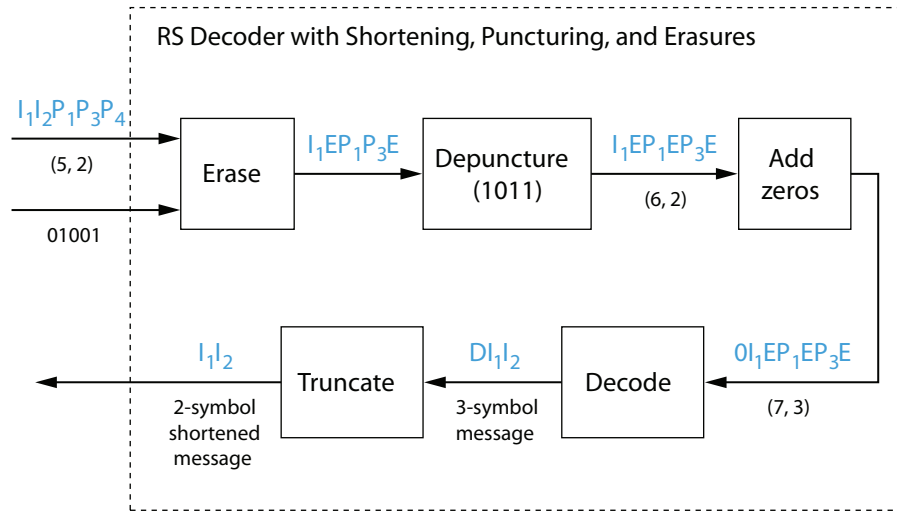 RS Decoder with Shortening, Puncturing, and Erasures
I₁I₂P₁P₃P₄
(5, 2)
01001
Erase
I₁EP₁P₃E
Depuncture
(1011)
I₁EP₁EP₃E
(6, 2)
Add
zeros
0I₁EP₁EP₃E
(7, 3)
Decode
DI₁I₂
3-symbol
message
Truncate
I₁I₂
2-symbol
shortened
message